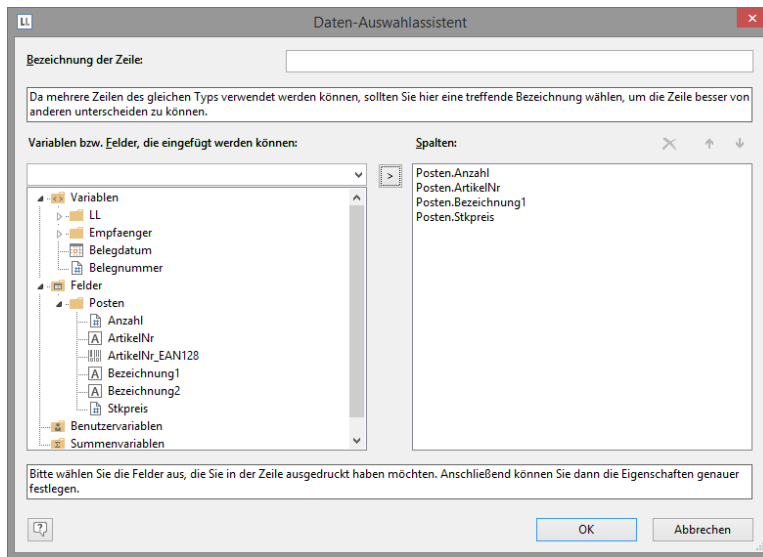 LL
Daten-Auswahlassistent
Bezeichnung der Zeile:
Da mehrere Zeilen des gleichen Typs verwendet werden können, sollten Sie hier eine treffende Bezeichnung wählen, um die Zeile besser von
anderen unterscheiden zu können.
Variablen bzw. Felder, die eingefügt werden können:
Spalten:
>
Variablen
LL
Empfaenger
Belegdatum
Belegnummer
Felder
Posten
Anzahl
ArtikelNr
ArtikelNr_EAN128
Bezeichnung1
Bezeichnung2
Stkpreis
Benutzervariablen
Summenvariablen
Posten.Anzahl
Posten.ArtikelNr
Posten.Bezeichnung1
Posten.Stkpreis
Bitte wählen Sie die Felder aus, die Sie in der Zeile ausgedruckt haben möchten. Anschließend können Sie dann die Eigenschaften genauer
festlegen.
OK
Abbrechen